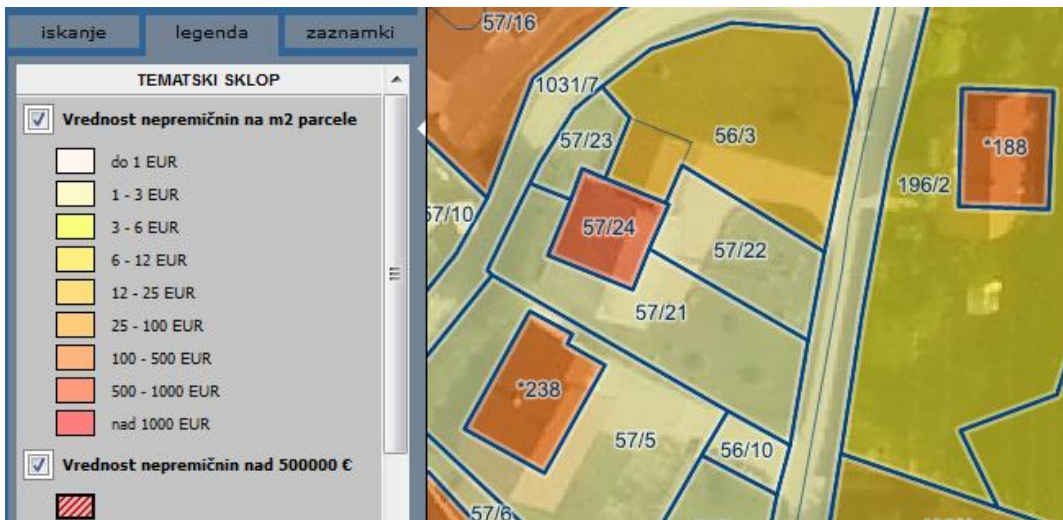 iskanje
legenda
zaznamki
TEMATSKI SKLOP
Vrednost nepremičnin na m2 parcele
do 1 EUR
1 - 3 EUR
3 - 6 EUR
6 - 12 EUR
12 - 25 EUR
25 - 100 EUR
100 - 500 EUR
500 - 1000 EUR
nad 1000 EUR
Vrednost nepremičnin nad 500000 €
57/16
1031/7
57/23
56/3
*188
196/2
57/10
57/24
57/22
57/21
*238
57/5
56/10
57/6